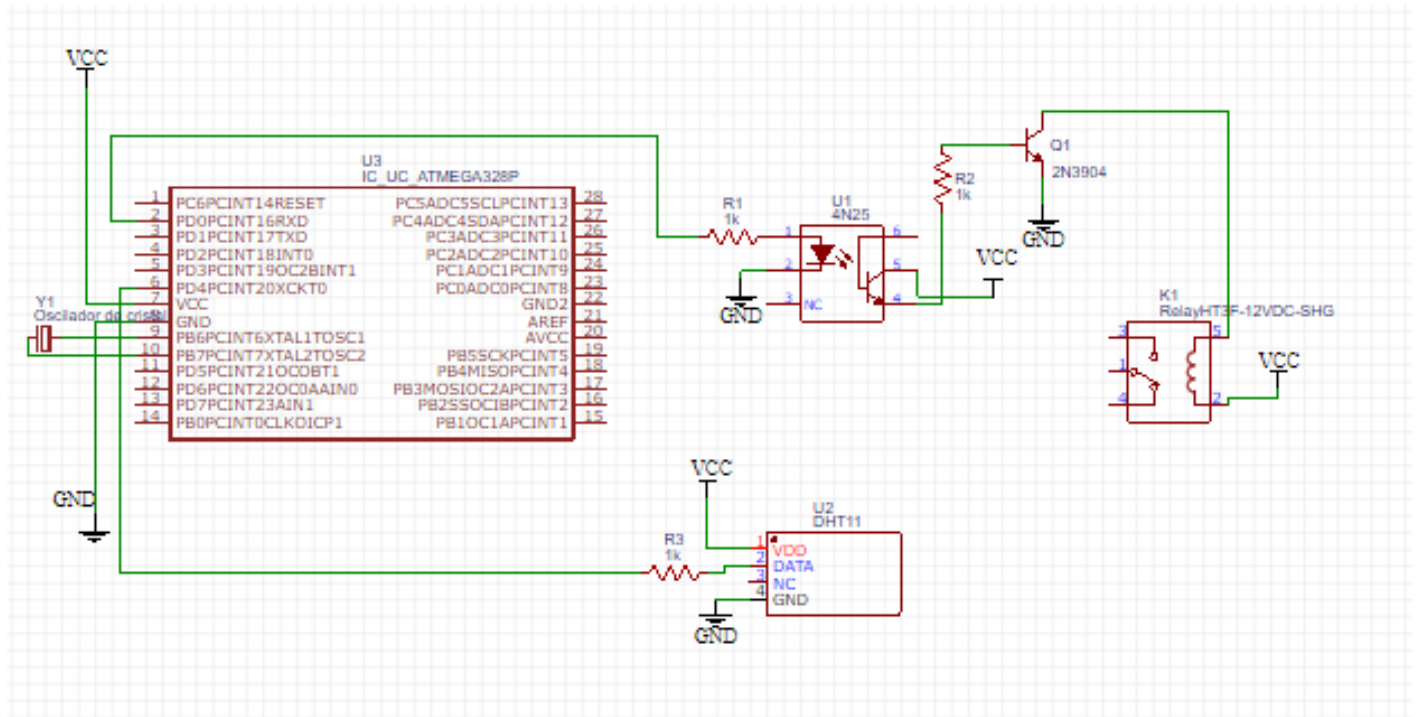 VCC
U3
IC_UC_ATMEGA328P
1 PC6PCINT14RESET
2 PD0PCINT16RXD
3 PD1PCINT17TXD
4 PD2PCINT18INT0
5 PD3PCINT19OC2BINT1
6 PD4PCINT20XCKT0
7 VCC
8 GND
9 PB6PCINT6XTAL1TOSC1
10 PB7PCINT7XTAL2TOSC2
11 PD5PCINT21OC0BT1
12 PD6PCINT22OC0AAIN0
13 PD7PCINT23AIN1
14 PB0PCINT0CLKOICP1
PC5ADC5SCLPCINT13 28
PC4ADC4SDAPCINT12 27
PC3ADC3PCINT11 26
PC2ADC2PCINT10 25
PC1ADC1PCINT9 24
PC0ADC0PCINT8 23
GND2 22
AREF 21
AVCC 20
PB5SCKPCINT5 19
PB4MISOPCINT4 18
PB3MOSIOC2APCINT3 17
PB2SSOC1BPCINT2 16
PB1OC1APCINT1 15
Y1
Oscilador de cristal
GND
R1
1k
U1
4N25
1
2
3 NC
6
5
4
GND
VCC
R2
1k
Q1
2N3904
GND
K1
RelayHT3F-12VDC-SHG
3
1
4
5
2
VCC
VCC
R3
1k
U2
DHT11
1 VDD
2 DATA
3 NC
4 GND
GND